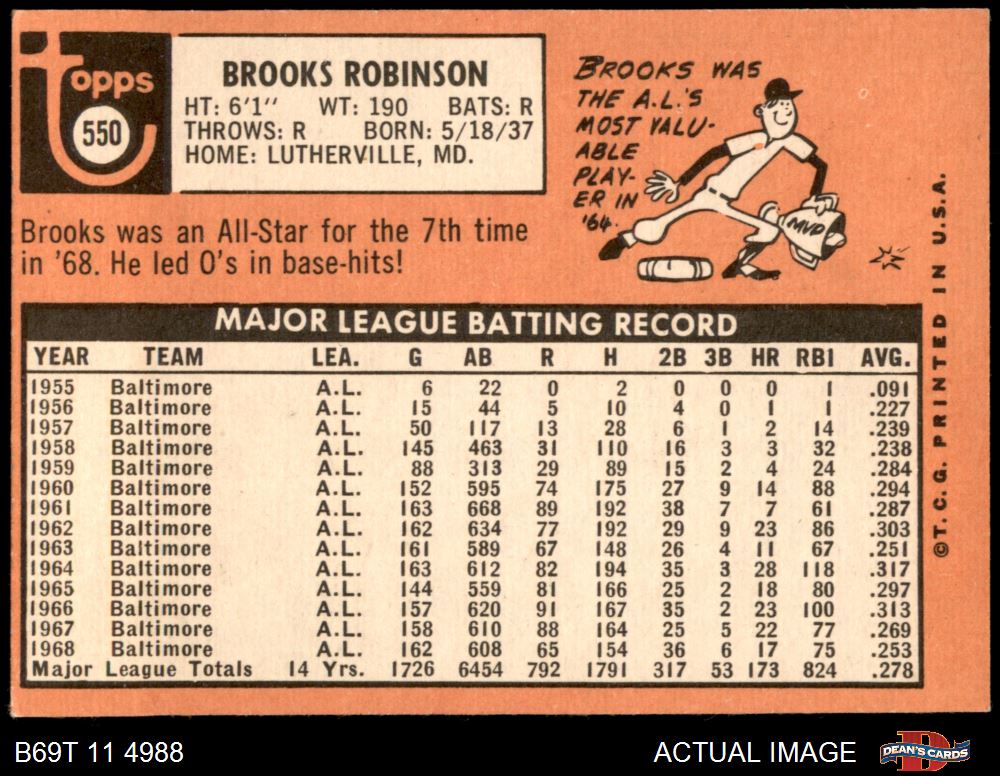 Topps
550
BROOKS ROBINSON
HT: 6'1" WT: 190 BATS: R
THROWS: R BORN: 5/18/37
HOME: LUTHERVILLE, MD.
BROOKS WAS
THE A.L.'S
MOST VALU-
ABLE
PLAY-
ER IN
'64.
MVP
Brooks was an All-Star for the 7th time
in '68. He led O's in base-hits!
MAJOR LEAGUE BATTING RECORD
YEAR TEAM LEA. G AB R H 2B 3B HR RBI AVG.
1955 Baltimore A.L. 6 22 0 2 0 0 0 1 .091
1956 Baltimore A.L. 15 44 5 10 4 0 1 1 .227
1957 Baltimore A.L. 50 117 13 28 6 1 2 14 .239
1958 Baltimore A.L. 145 463 31 110 16 3 3 32 .238
1959 Baltimore A.L. 88 313 29 89 15 2 4 24 .284
1960 Baltimore A.L. 152 595 74 175 27 9 14 88 .294
1961 Baltimore A.L. 163 668 89 192 38 7 7 61 .287
1962 Baltimore A.L. 162 634 77 192 29 9 23 86 .303
1963 Baltimore A.L. 161 589 67 148 26 4 11 67 .251
1964 Baltimore A.L. 163 612 82 194 35 3 28 118 .317
1965 Baltimore A.L. 144 559 81 166 25 2 18 80 .297
1966 Baltimore A.L. 157 620 91 167 35 2 23 100 .313
1967 Baltimore A.L. 158 610 88 164 25 5 22 77 .269
1968 Baltimore A.L. 162 608 65 154 36 6 17 75 .253
Major League Totals 14 Yrs. 1726 6454 792 1791 317 53 173 824 .278
©T.C.G. PRINTED IN U.S.A.
B69T 11 4988
ACTUAL IMAGE
D
DEAN'S CARDS